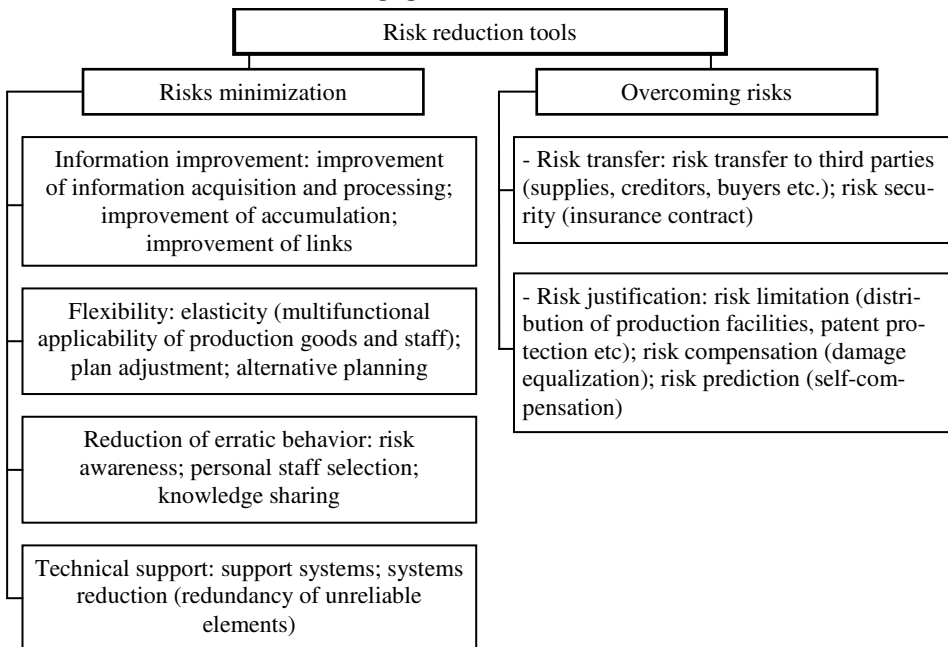 Risk reduction tools
Risks minimization
Information improvement: improvement
of information acquisition and processing;
improvement of accumulation;
improvement of links
Flexibility: elasticity (multifunctional
applicability of production goods and staff);
plan adjustment; alternative planning
Reduction of erratic behavior: risk
awareness; personal staff selection;
knowledge sharing
Technical support: support systems; systems
reduction (redundancy of unreliable
elements)
Overcoming risks
- Risk transfer: risk transfer to third parties
(supplies, creditors, buyers etc.); risk secu-
rity (insurance contract)
- Risk justification: risk limitation (distri-
bution of production facilities, patent pro-
tection etc); risk compensation (damage
equalization); risk prediction (self-com-
pensation)